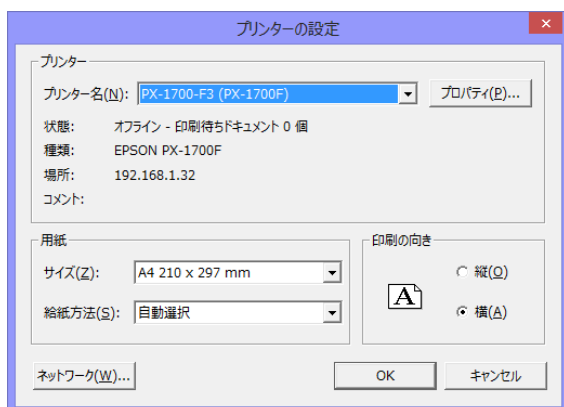 プリンターの設定
プリンター
プリンター名(N): PX-1700-F3 (PX-1700F) プロパティ(P)...
状態: オフライン - 印刷待ちドキュメント 0 個
種類: EPSON PX-1700F
場所: 192.168.1.32
コメント:
用紙
サイズ(Z): A4 210 x 297 mm
給紙方法(S): 自動選択
印刷の向き
A
縦(O)
横(A)
ネットワーク(W)... OK キャンセル